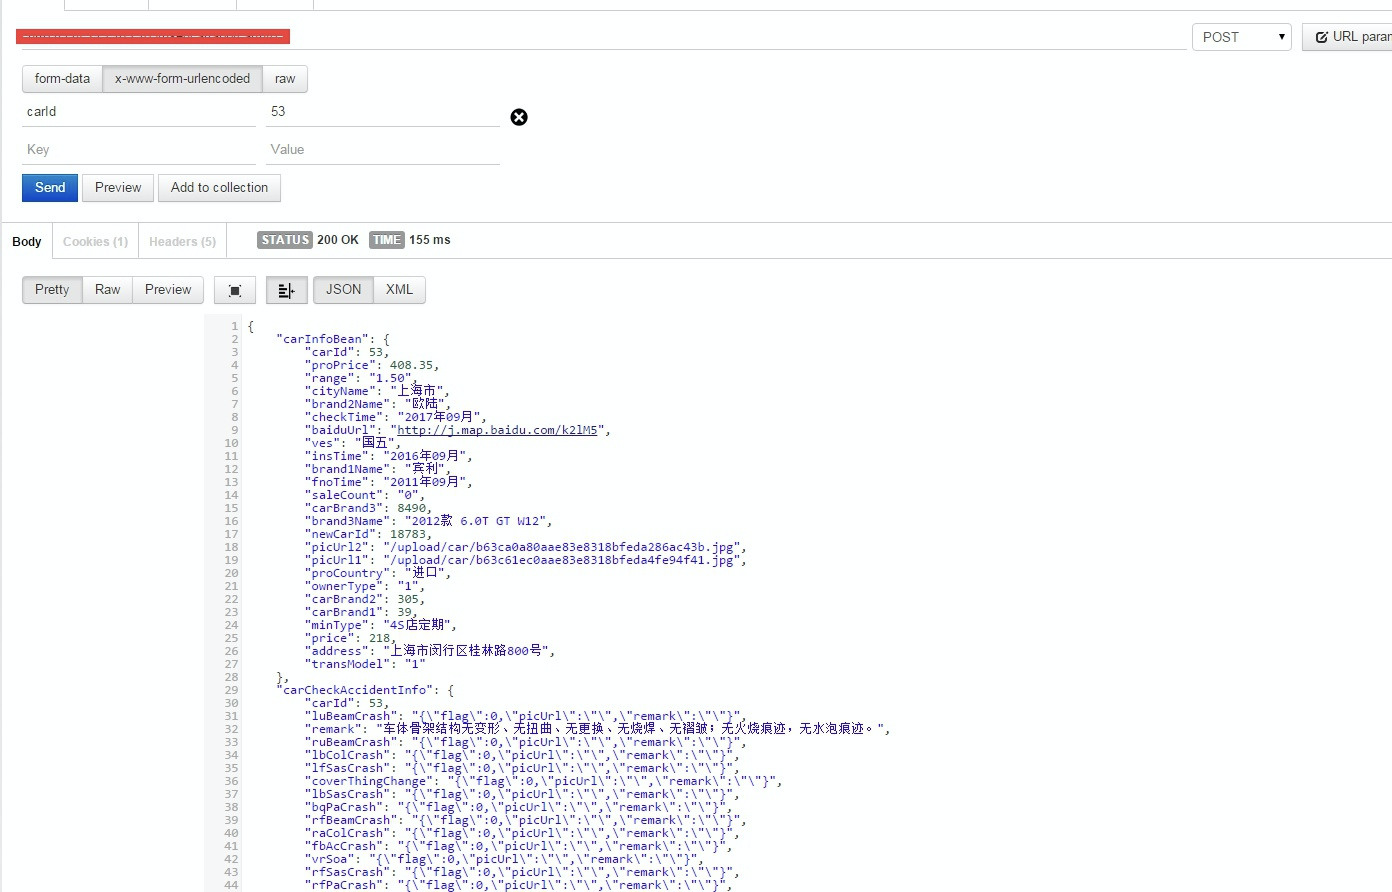 POST
URL paran
form-data x-www-form-urlencoded raw
carId 53
Key Value
Send Preview Add to collection
Body Cookies (1) Headers (5) STATUS 200 OK TIME 155 ms
Pretty Raw Preview JSON XML
1 {
2 "carInfoBean": {
3 "carId": 53,
4 "proPrice": 408.35,
5 "range": "1.50",
6 "cityName": "上海市",
7 "brand2Name": "欧陆",
8 "checkTime": "2017年09月",
9 "baiduUrl": "http://j.map.baidu.com/k2lM5",
10 "ves": "国五",
11 "insTime": "2016年09月",
12 "brand1Name": "宾利",
13 "fnoTime": "2011年09月",
14 "saleCount": "0",
15 "carBrand3": 8490,
16 "brand3Name": "2012款 6.0T GT W12",
17 "newCarId": 18783,
18 "picUrl2": "/upload/car/b63ca0a80aae83e8318bfeda286ac43b.jpg",
19 "picUrl1": "/upload/car/b63c61ec0aae83e8318bfeda4fe94f41.jpg",
20 "proCountry": "进口",
21 "ownerType": "1",
22 "carBrand2": 305,
23 "carBrand1": 39,
24 "minType": "4S店定期",
25 "price": 218,
26 "address": "上海市闵行区桂林路800号",
27 "transModel": "1"
28 },
29 "carCheckAccidentInfo": {
30 "carId": 53,
31 "luBeamCrash": "{\"flag\":0,\"picUrl\":\"\",\"remark\":\"\"}",
32 "remark": "车体骨架结构无变形、无扭曲、无更换、无烧焊、无褶皱；无火烧痕迹，无水泡痕迹。",
33 "ruBeamCrash": "{\"flag\":0,\"picUrl\":\"\",\"remark\":\"\"}",
34 "lbColCrash": "{\"flag\":0,\"picUrl\":\"\",\"remark\":\"\"}",
35 "lfSasCrash": "{\"flag\":0,\"picUrl\":\"\",\"remark\":\"\"}",
36 "coverThingChange": "{\"flag\":0,\"picUrl\":\"\",\"remark\":\"\"}",
37 "lbSasCrash": "{\"flag\":0,\"picUrl\":\"\",\"remark\":\"\"}",
38 "bqPaCrash": "{\"flag\":0,\"picUrl\":\"\",\"remark\":\"\"}",
39 "rfBeamCrash": "{\"flag\":0,\"picUrl\":\"\",\"remark\":\"\"}",
40 "raColCrash": "{\"flag\":0,\"picUrl\":\"\",\"remark\":\"\"}",
41 "fbAcCrash": "{\"flag\":0,\"picUrl\":\"\",\"remark\":\"\"}",
42 "vrSoa": "{\"flag\":0,\"picUrl\":\"\",\"remark\":\"\"}",
43 "rfSasCrash": "{\"flag\":0,\"picUrl\":\"\",\"remark\":\"\"}",
44 "rfPaCrash": "{\"flag\":0,\"picUrl\":\"\",\"remark\":\"\"}",